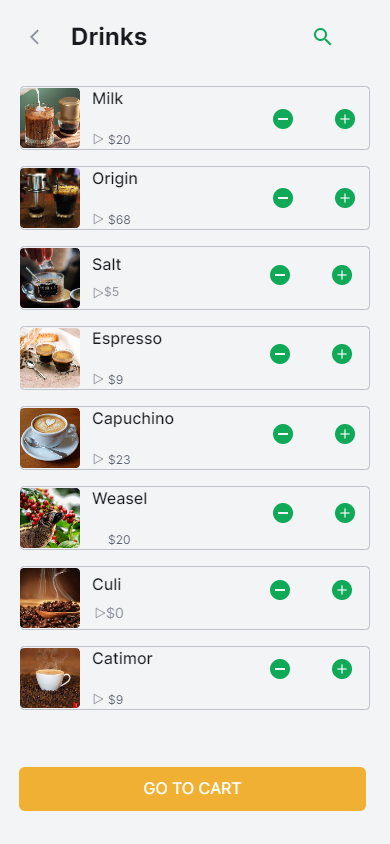 Drinks
Milk
$20
Origin
$68
Salt
$5
Espresso
$9
Capuchino
$23
Weasel
$20
Culi
$0
Catimor
$9
GO TO CART